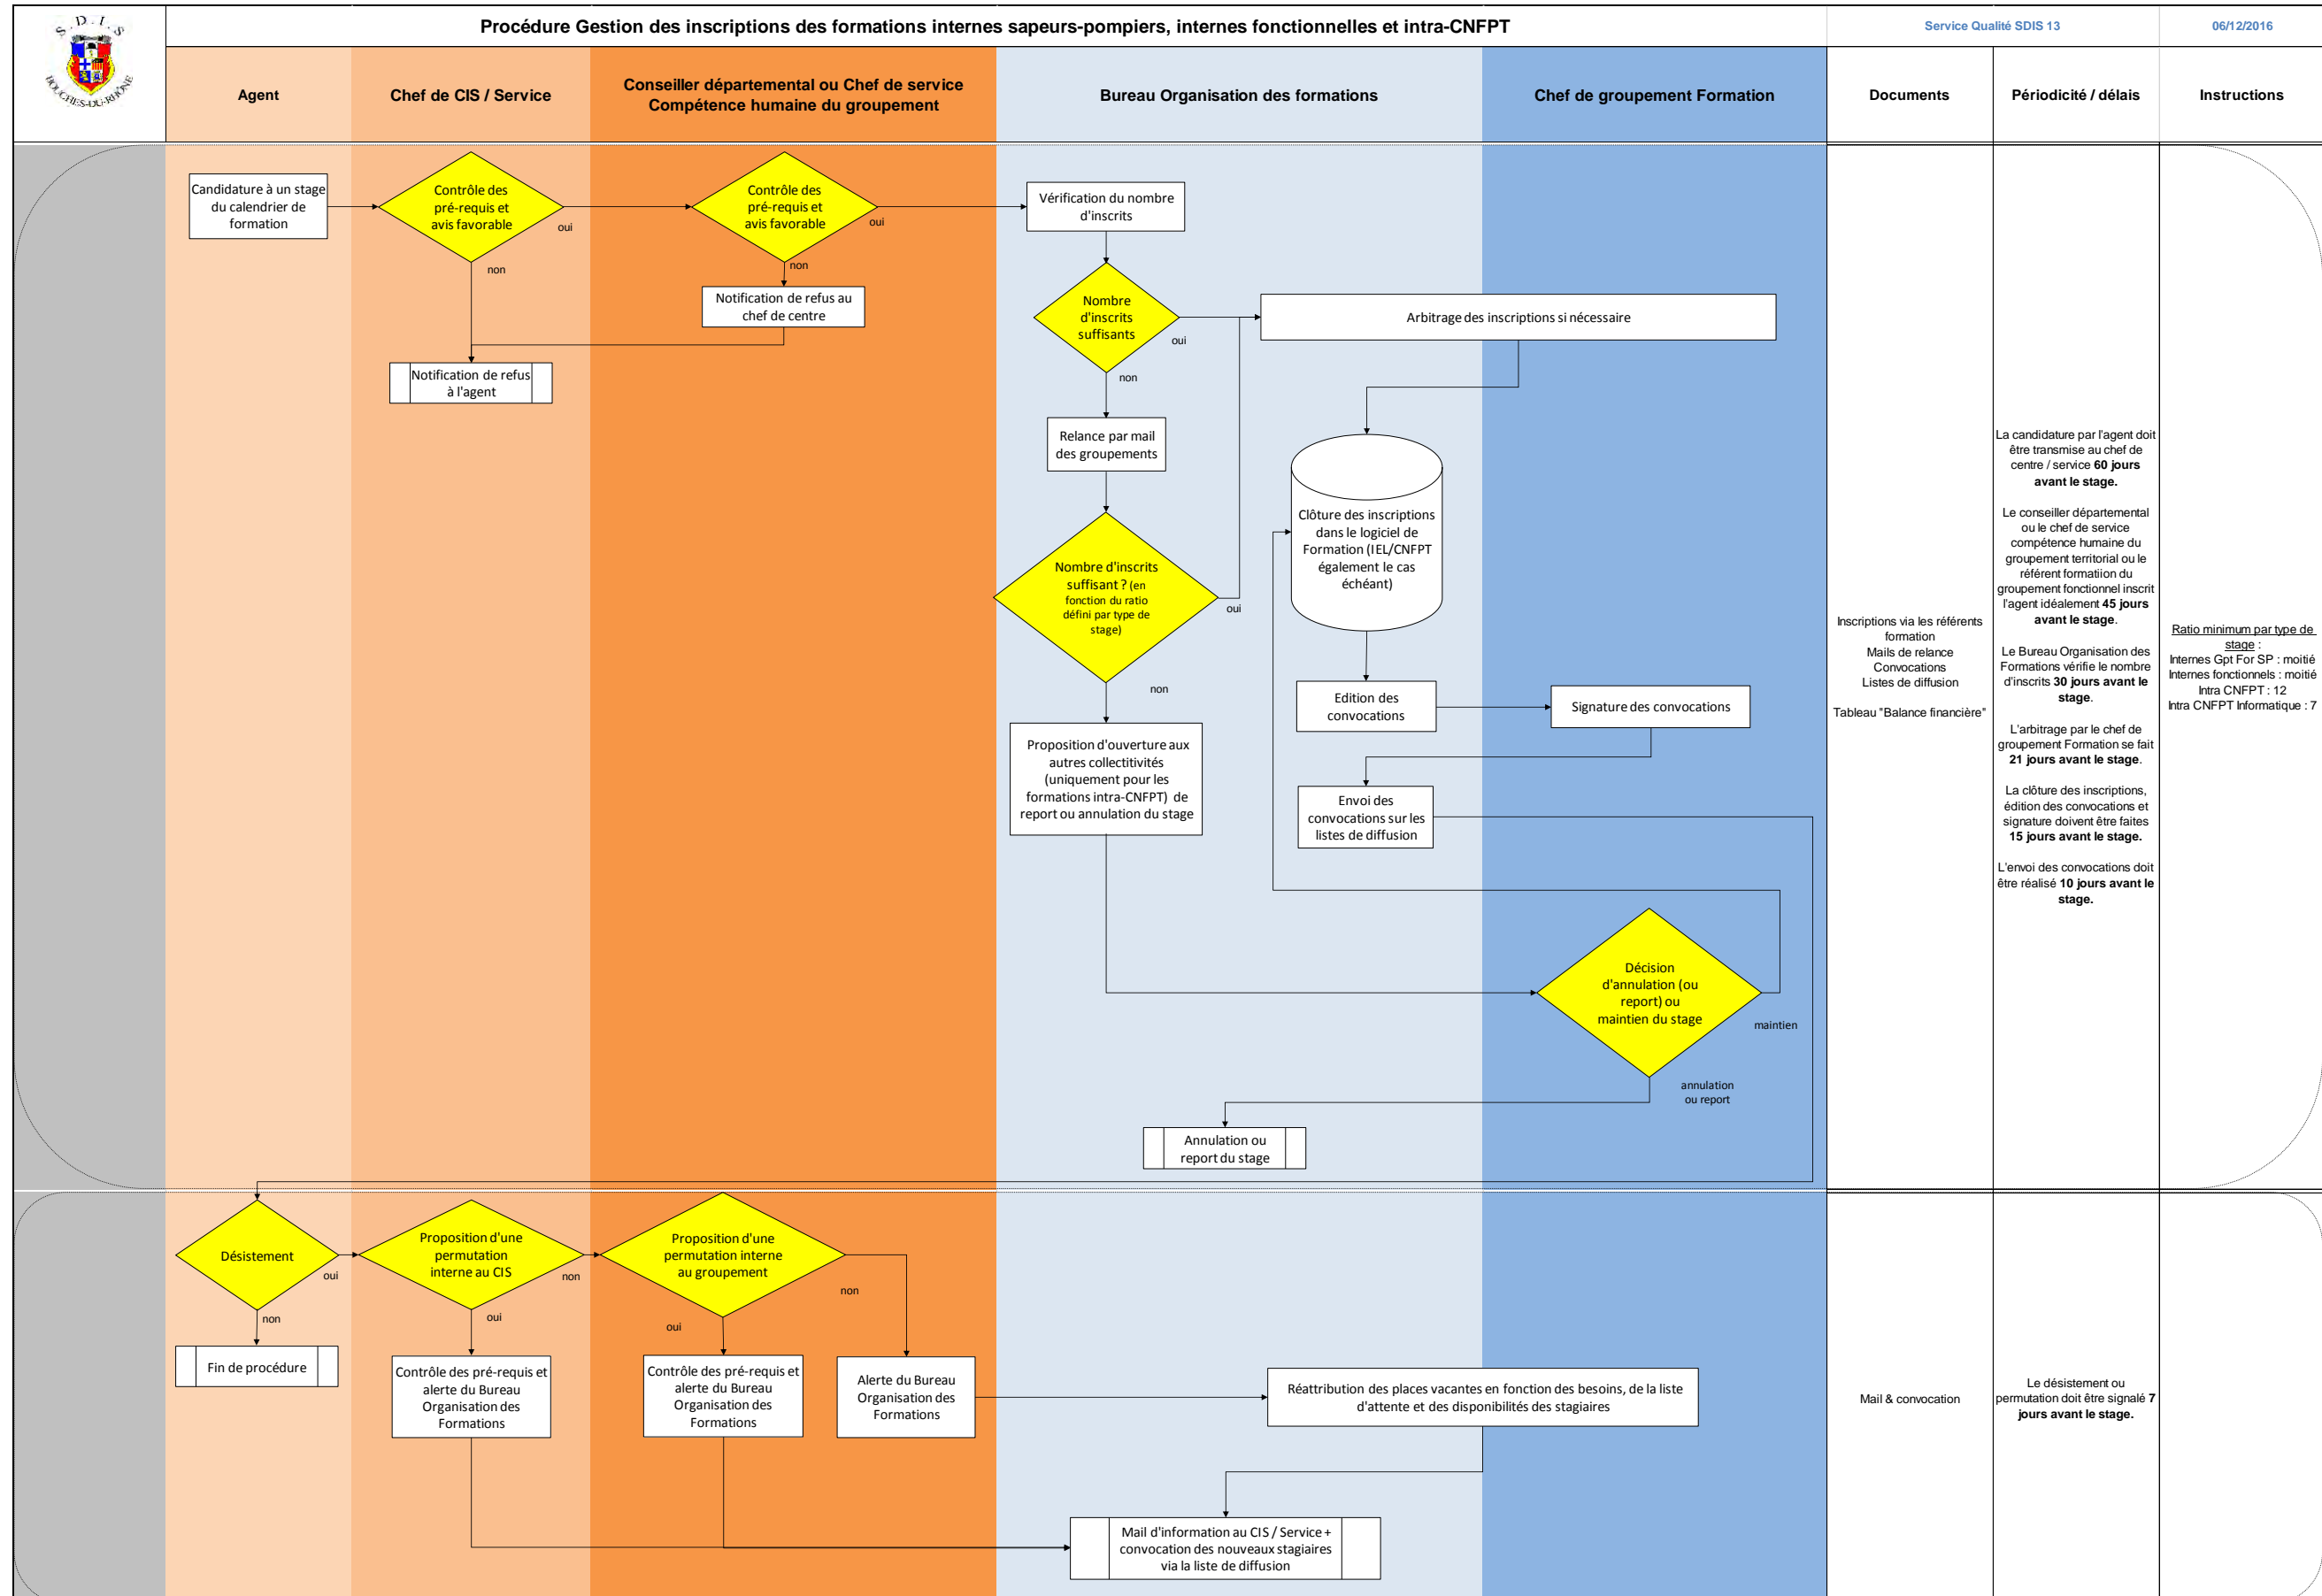 S.D.I.S
BOUCHES-DU-RHÔNE
Procédure Gestion des inscriptions des formations internes sapeurs-pompiers, internes fonctionnelles et intra-CNFPT
Service Qualité SDIS 13
06/12/2016
Agent
Chef de CIS / Service
Conseiller départemental ou Chef de service
Compétence humaine du groupement
Bureau Organisation des formations
Chef de groupement Formation
Documents
Périodicité / délais
Instructions
Candidature à un stage
du calendrier de
formation
Contrôle des
pré-requis et
avis favorable
oui
non
Contrôle des
pré-requis et
avis favorable
oui
non
Notification de refus au
chef de centre
Notification de refus
à l'agent
Vérification du nombre
d'inscrits
Nombre
d'inscrits
suffisants
oui
non
Arbitrage des inscriptions si nécessaire
Relance par mail
des groupements
Nombre d'inscrits
suffisant ? (en
fonction du ratio
défini par type de
stage)
oui
non
Clôture des inscriptions
dans le logiciel de
Formation (IEL/CNFPT
également le cas
échéant)
Edition des
convocations
Signature des convocations
Proposition d'ouverture aux
autres collectitivités
(uniquement pour les
formations intra-CNFPT) de
report ou annulation du stage
Envoi des
convocations sur les
listes de diffusion
Décision
d'annulation (ou
report) ou
maintien du stage
maintien
annulation
ou report
Annulation ou
report du stage
Inscriptions via les référents
formation
Mails de relance
Convocations
Listes de diffusion
Tableau "Balance financière"
La candidature par l'agent doit
être transmise au chef de
centre / service 60 jours
avant le stage.
Le conseiller départemental
ou le chef de service
compétence humaine du
groupement territorial ou le
référent formatiion du
groupement fonctionnel inscrit
l'agent idéalement 45 jours
avant le stage.
Le Bureau Organisation des
Formations vérifie le nombre
d'inscrits 30 jours avant le
stage.
L'arbitrage par le chef de
groupement Formation se fait
21 jours avant le stage.
La clôture des inscriptions,
édition des convocations et
signature doivent être faites
15 jours avant le stage.
L'envoi des convocations doit
être réalisé 10 jours avant le
stage.
Ratio minimum par type de
stage :
Internes Gpt For SP : moitié
Internes fonctionnels : moitié
Intra CNFPT : 12
Intra CNFPT Informatique : 7
Désistement
oui
non
Fin de procédure
Proposition d'une
permutation
interne au CIS
non
oui
Contrôle des pré-requis et
alerte du Bureau
Organisation des
Formations
Proposition d'une
permutation interne
au groupement
non
oui
Contrôle des pré-requis et
alerte du Bureau
Organisation des
Formations
Alerte du Bureau
Organisation des
Formations
Réattribution des places vacantes en fonction des besoins, de la liste
d'attente et des disponibilités des stagiaires
Mail d'information au CIS / Service +
convocation des nouveaux stagiaires
via la liste de diffusion
Mail & convocation
Le désistement ou
permutation doit être signalé 7
jours avant le stage.